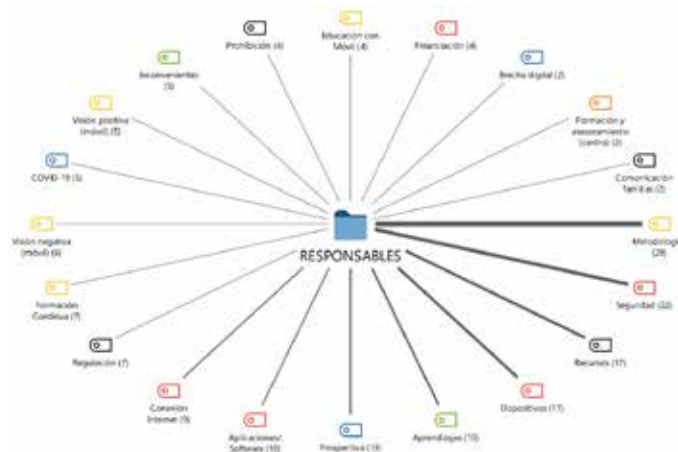 Educación con
Móvil (4)
Prohibición (4)
Financiación (4)
Inconvenientes
(5)
Brecha digital (2)
Visión positiva
(móvil) (5)
Formación y
asesoramiento
(centro) (2)
COVID-19 (5)
Comunicación
familias (2)
Visión negativa
(móvil) (6)
Metodología
(29)
RESPONSABLES
Formación
Continua (7)
Seguridad (22)
Regulación (7)
Recursos (17)
Conexión
Internet (9)
Dispositivos (17)
Aplicaciones/
Software (10)
Prospectiva (13)
Aprendizajes (15)